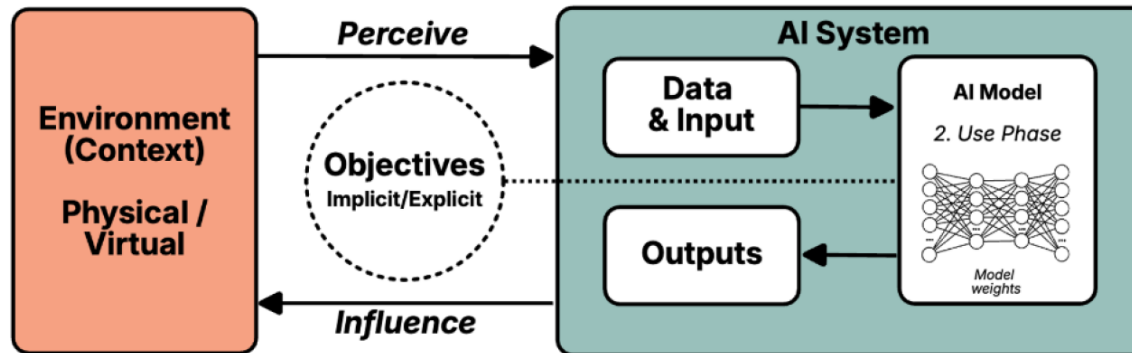 Perceive
AI System
Environment
(Context)
Physical /
Virtual
Objectives
Implicit/Explicit
Data
& Input
AI Model
2. Use Phase
...
...
...
...
Model
weights
Outputs
Influence